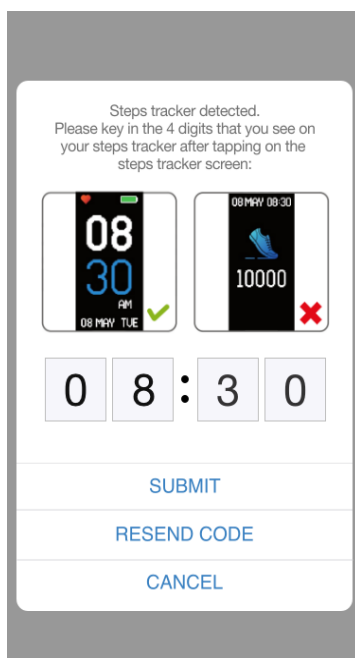 Steps tracker detected.
Please key in the 4 digits that you see on
your steps tracker after tapping on the
steps tracker screen:
08
30
AM
08 MAY TUE
08 MAY 08:30
10000
0 8 : 3 0
SUBMIT
RESEND CODE
CANCEL